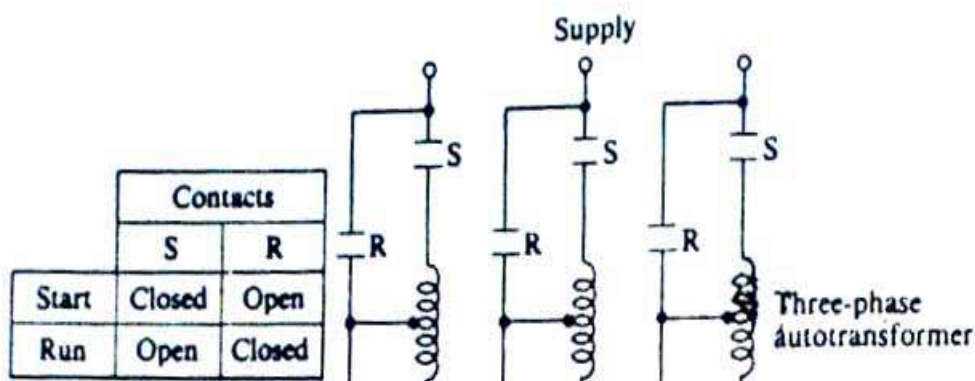 Supply
S
S
S
R
R
R
Contacts
S R
Start Closed Open
Run Open Closed
Three-phase
autotransformer